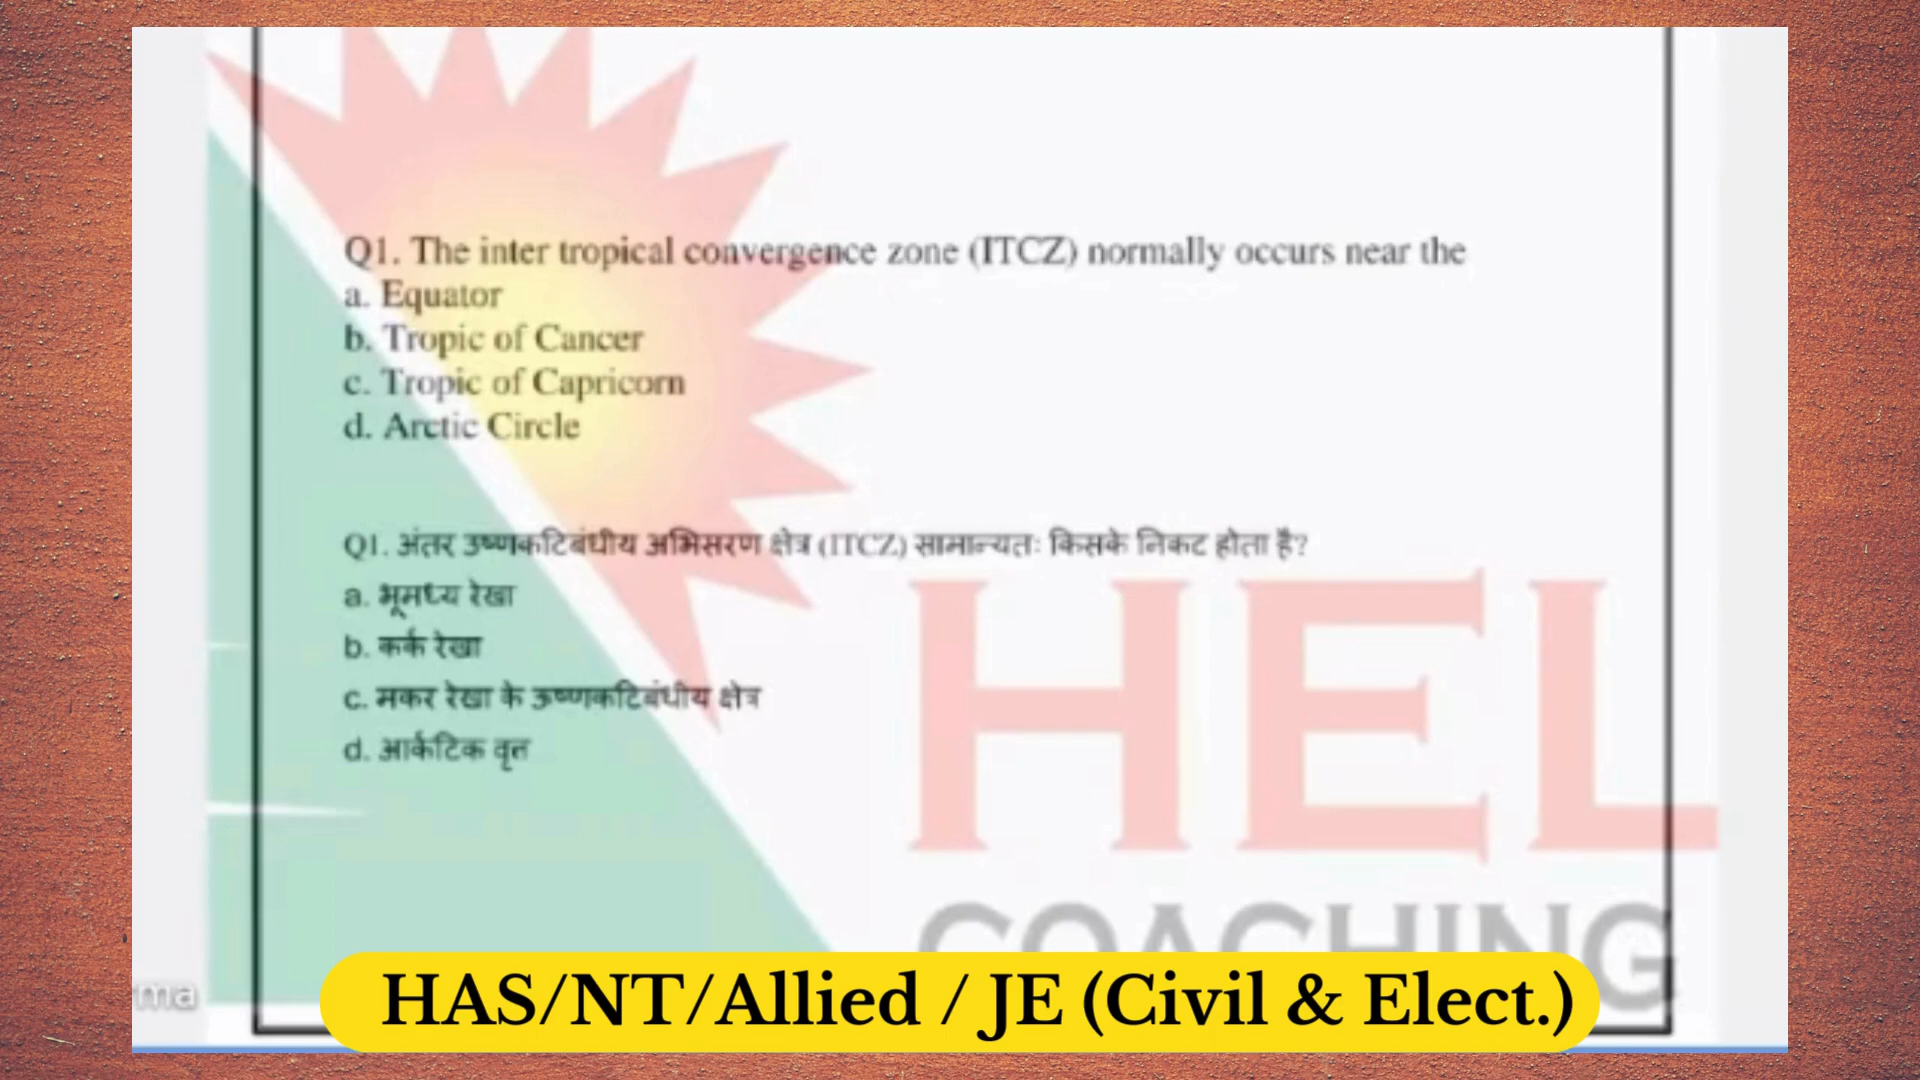 Q1. The inter tropical convergence zone (ITCZ) normally occurs near the
a. Equator
b. Tropic of Cancer
c. Tropic of Capricorn
d. Arctic Circle
Q1. अंतर उष्णकटिबंधीय अभिसरण क्षेत्र (ITCZ) सामान्यतः किसके निकट होता है?
a. भूमध्य रेखा
b. कर्क रेखा
c. मकर रेखा के ऊष्णकटिबंधीय क्षेत्र
d. आर्कटिक वृत्त
HEL
COACHING
rma
HAS/NT/Allied / JE (Civil & Elect.)